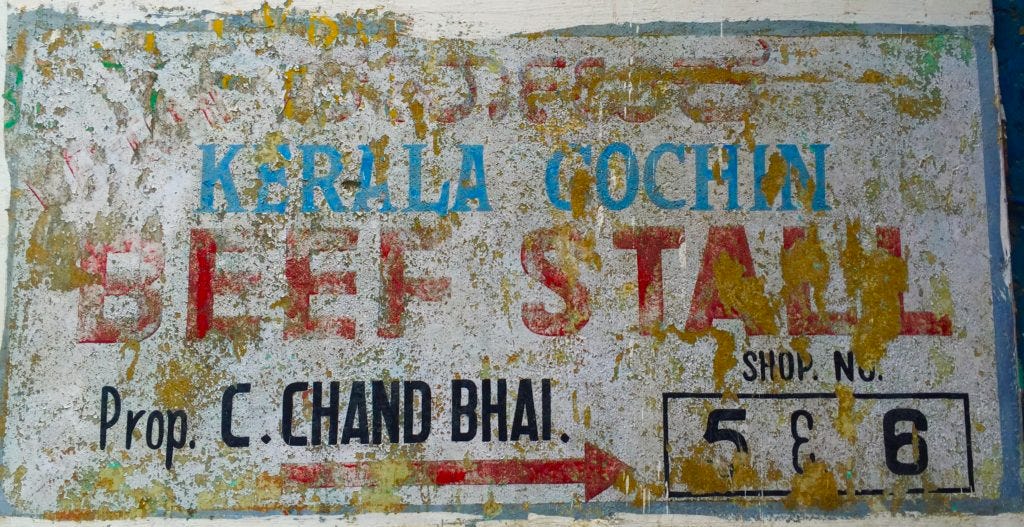 KERALA COCHIN
BEEF STALL
Prop. C. CHAND BHAI.
SHOP. NO.
5 & 6